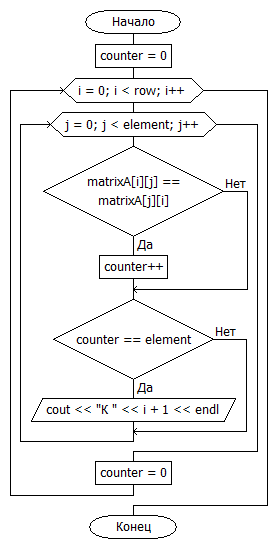 Начало
counter = 0
i = 0; i < row; i++
j = 0; j < element; j++
matrixA[i][j] ==
matrixA[j][i]
Нет
Да
counter++
counter == element
Нет
Да
cout << "К " << i + 1 << endl
counter = 0
Конец